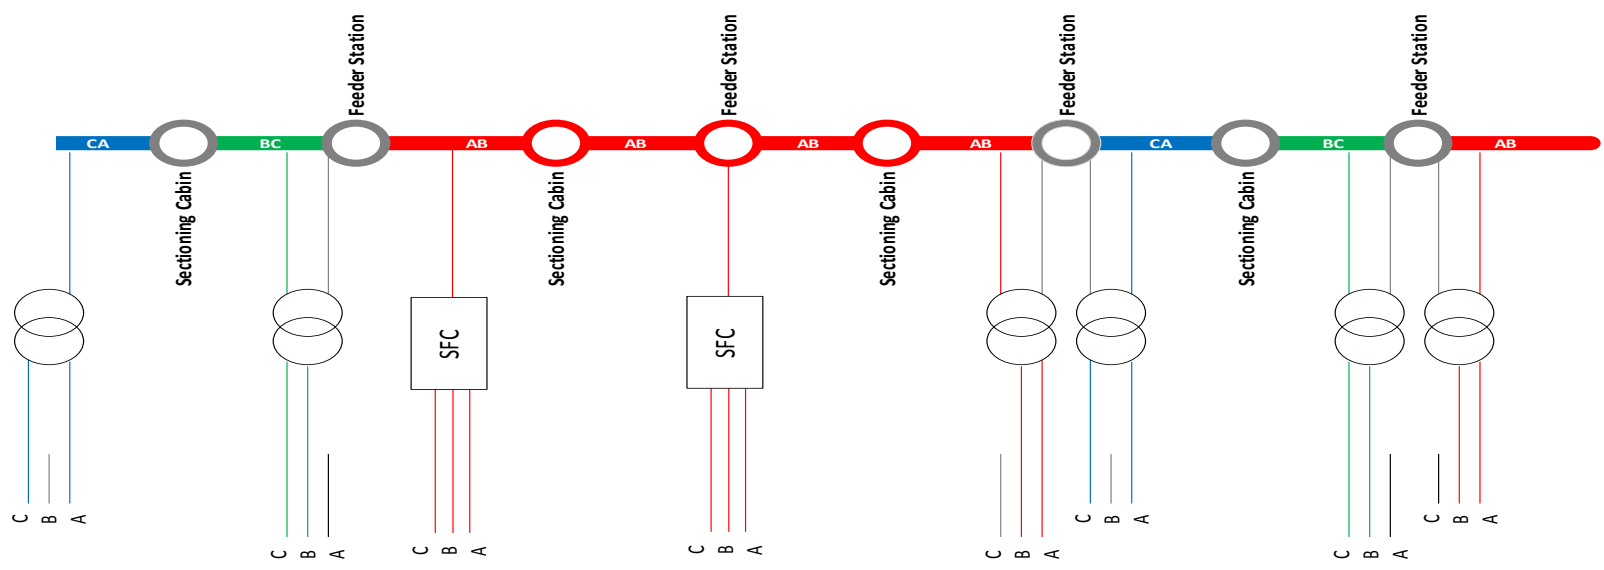 Feeder Station
Feeder Station
Feeder Station
Feeder Station
CA
BC
AB
AB
AB
AB
CA
BC
AB
Sectioning Cabin
Sectioning Cabin
Sectioning Cabin
Sectioning Cabin
SFC
SFC
C B A
C B A
C B A
C B A
C B A
C B A
C B A
C B A